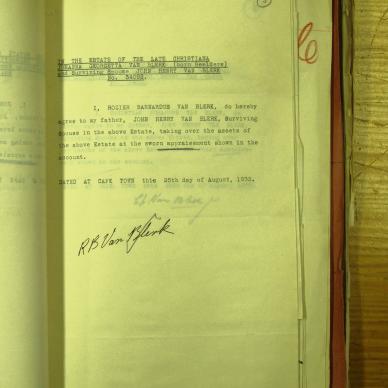 IN THE ESTATE OF THE LATE CHRISTIANA
GEORGETTA VAN BLERK (born
and Surviving Spouse JOHN HENRY VAN BLERK
No.
I, ROGIER BARNARDUS VAN BLERK, do hereby
agree to my father, JOHN HENRY VAN BLERK, Surviving
Spouse in the above Estate, taking over the assets of
the above Estate at the sworn appraisement shown in the
account.
DATED AT CAPE TOWN this 25th day of August, 1933.
R B Van Blerk